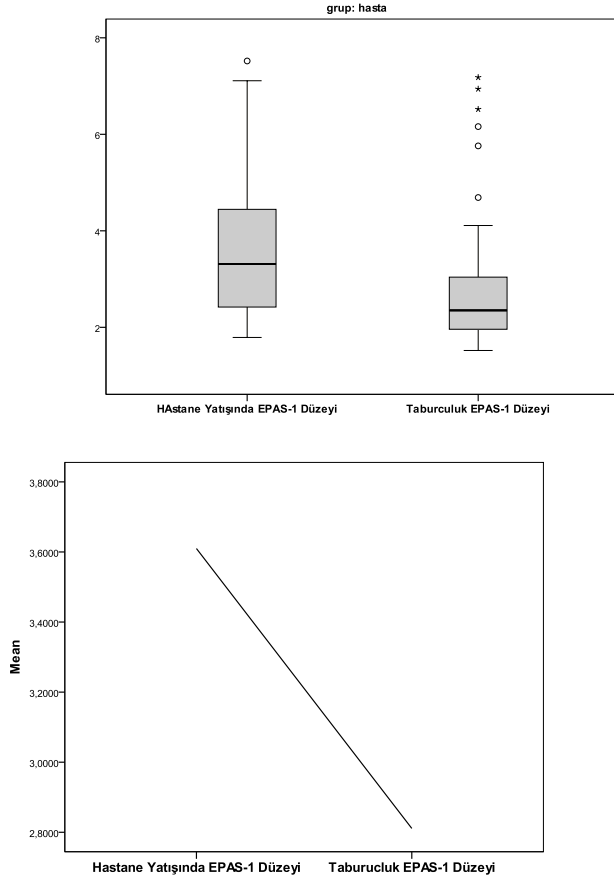 grup: hasta
8
6
4
2
HAstane Yatışında EPAS-1 Düzeyi
Taburculuk EPAS-1 Düzeyi
3,8000
3,6000
3,4000
3,2000
3,0000
2,8000
Mean
Hastane Yatışında EPAS-1 Düzeyi
Taburucluk EPAS-1 Düzeyi